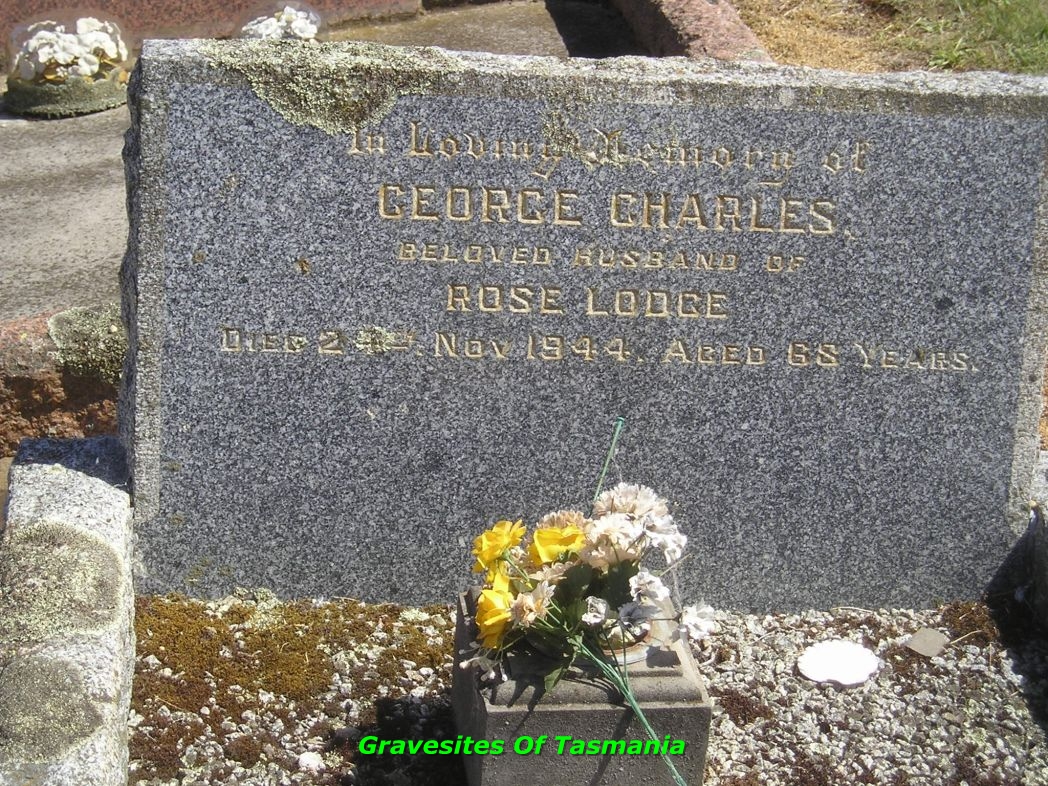 In Loving Memory of
GEORGE CHARLES.
BELOVED HUSBAND OF
ROSE LODGE
DIED NOV 1944. AGED 68 YEARS.
Gravesites Of Tasmania